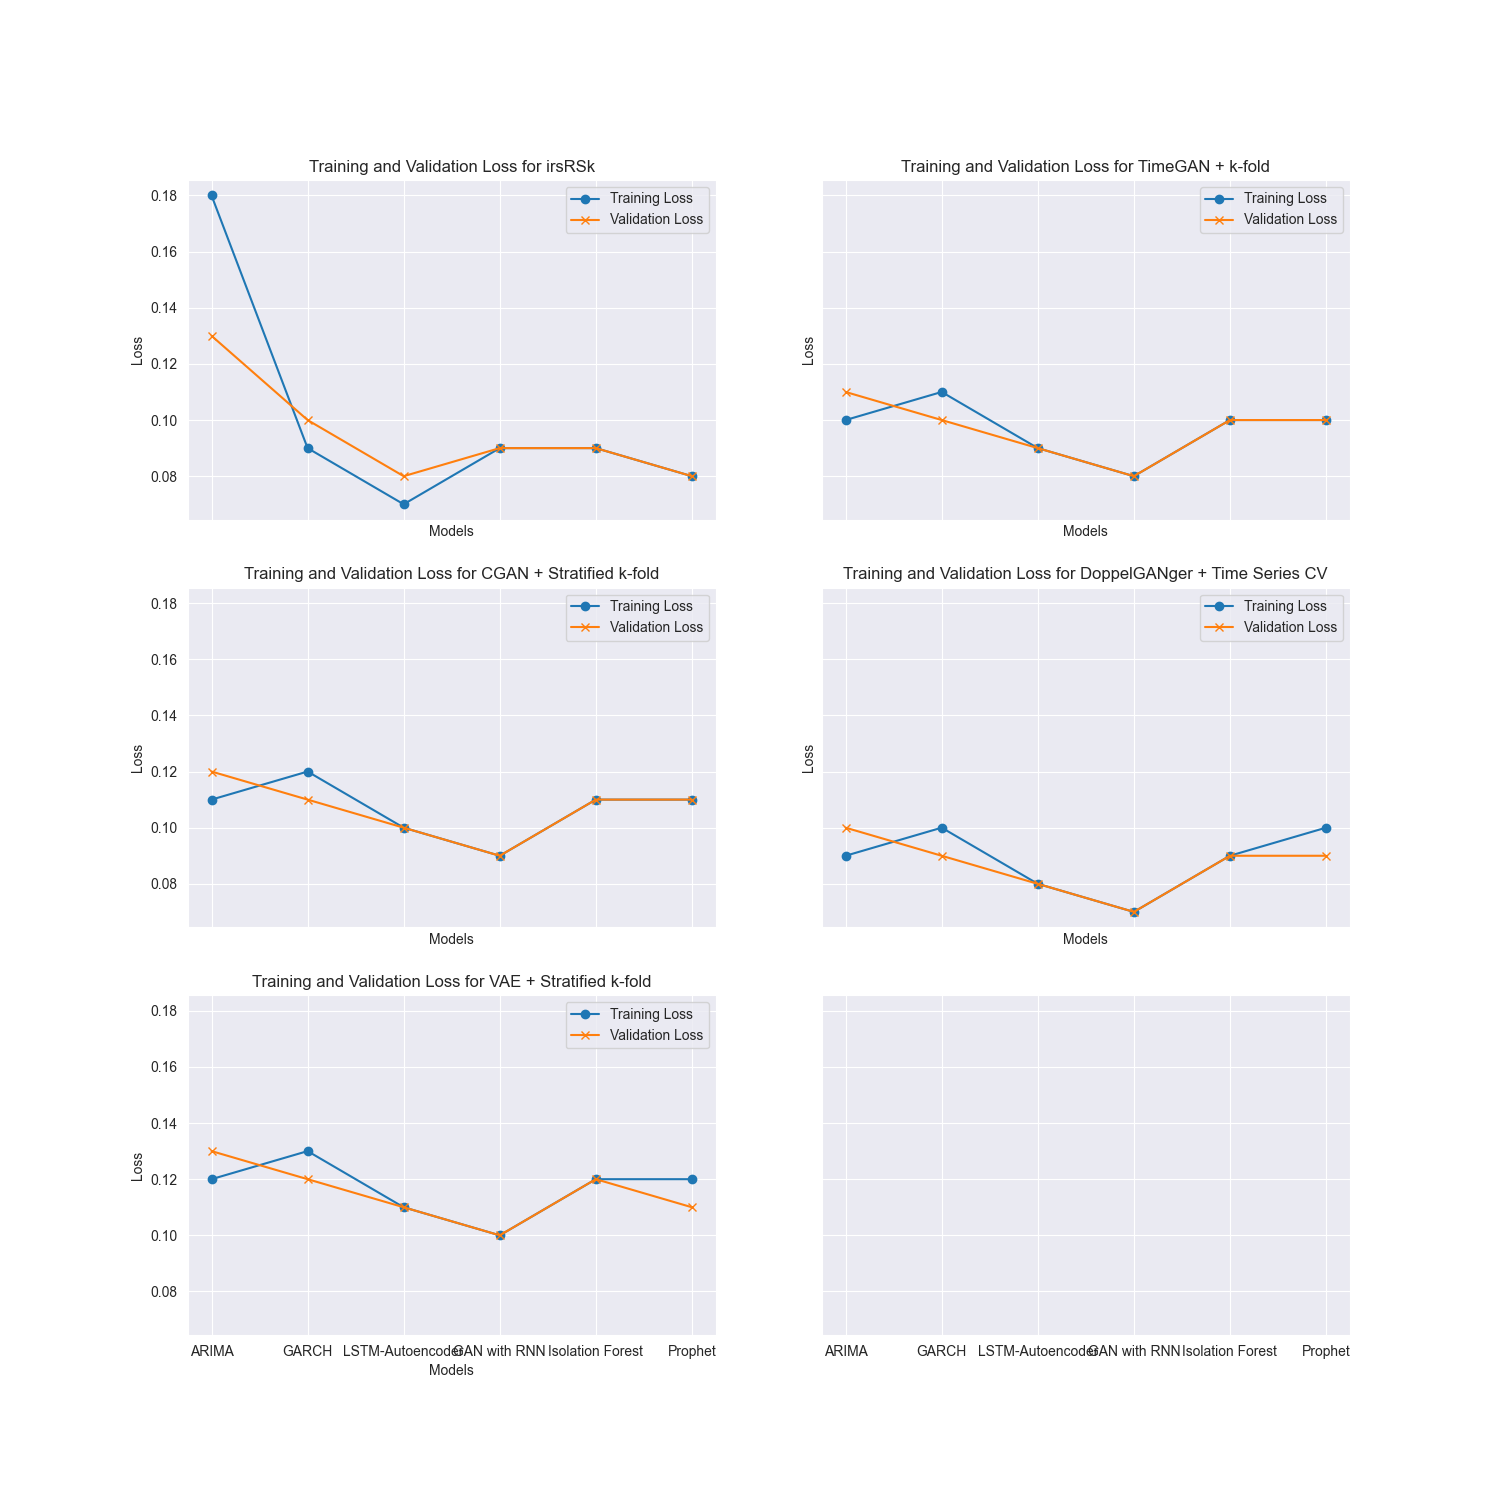 Training and Validation Loss for irsRSk
Training Loss
Validation Loss
0.18
0.16
0.14
0.12
0.10
0.08
Loss
Models
Training and Validation Loss for TimeGAN + k-fold
Training Loss
Validation Loss
Loss
Models
Training and Validation Loss for CGAN + Stratified k-fold
Training Loss
Validation Loss
0.18
0.16
0.14
0.12
0.10
0.08
Loss
Models
Training and Validation Loss for DoppelGANger + Time Series CV
Training Loss
Validation Loss
Loss
Models
Training and Validation Loss for VAE + Stratified k-fold
Training Loss
Validation Loss
0.18
0.16
0.14
0.12
0.10
0.08
Loss
ARIMA GARCH LSTM-Autoencoder GAN with RNN Isolation Forest Prophet
Models
ARIMA GARCH LSTM-Autoencoder GAN with RNN Isolation Forest Prophet